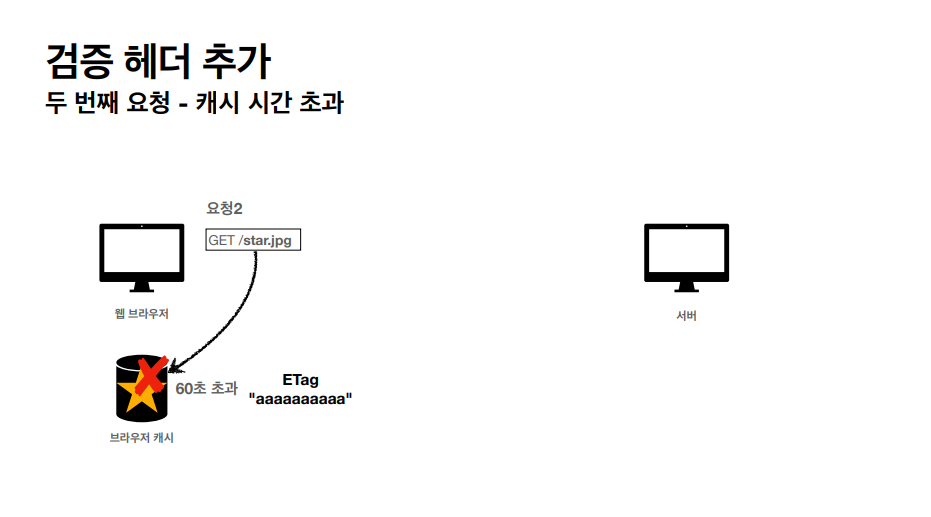 검증 헤더 추가
두 번째 요청 - 캐시 시간 초과
요청2
GET /star.jpg
웹 브라우저
서버
60초 초과
ETag
"aaaaaaaaaa"
브라우저 캐시